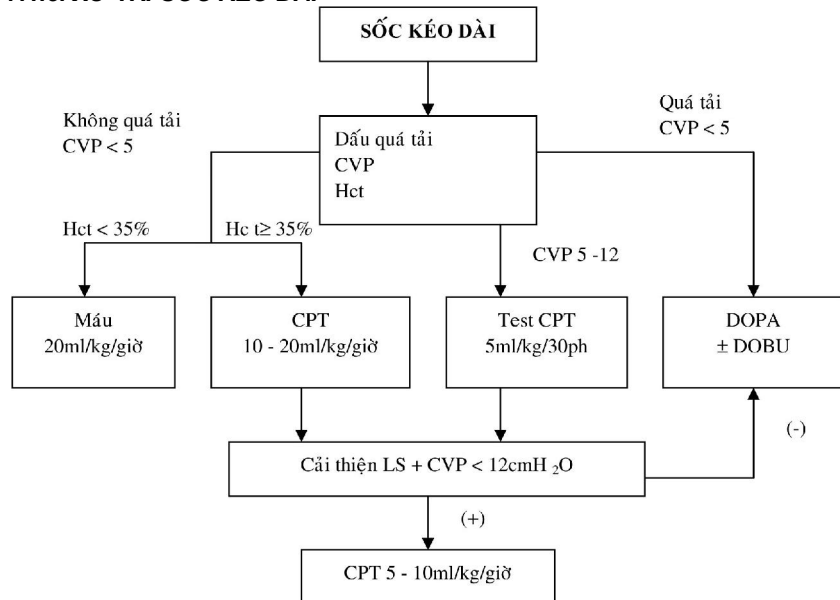 SỐC KÉO DÀI
Không quá tải
CVP < 5
Dấu quá tải
CVP
Hct
Quá tải
CVP < 5
Hct < 35%
Hc t≥ 35%
CVP 5 -12
Máu
20ml/kg/giờ
CPT
10 - 20ml/kg/giờ
Test CPT
5ml/kg/30ph
DOPA
± DOBU
(-)
Cải thiện LS + CVP < 12cmH ₂O
(+)
CPT 5 - 10ml/kg/giờ